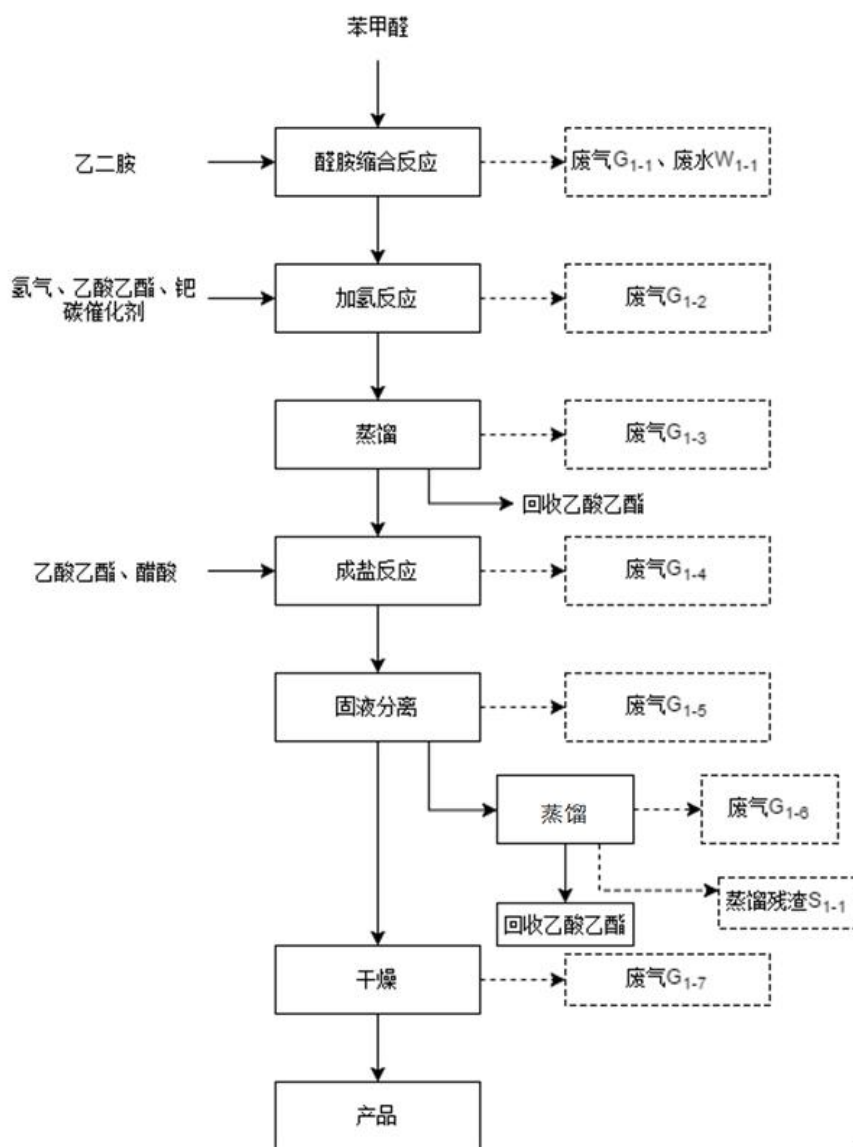 苯甲醛
乙二胺
醛胺缩合反应
废气G1-1、废水W1-1
氢气、乙酸乙酯、钯
碳催化剂
加氢反应
废气G1-2
蒸馏
废气G1-3
回收乙酸乙酯
乙酸乙酯、醋酸
成盐反应
废气G1-4
固液分离
废气G1-5
蒸馏
废气G1-6
蒸馏残渣S1-1
回收乙酸乙酯
干燥
废气G1-7
产品